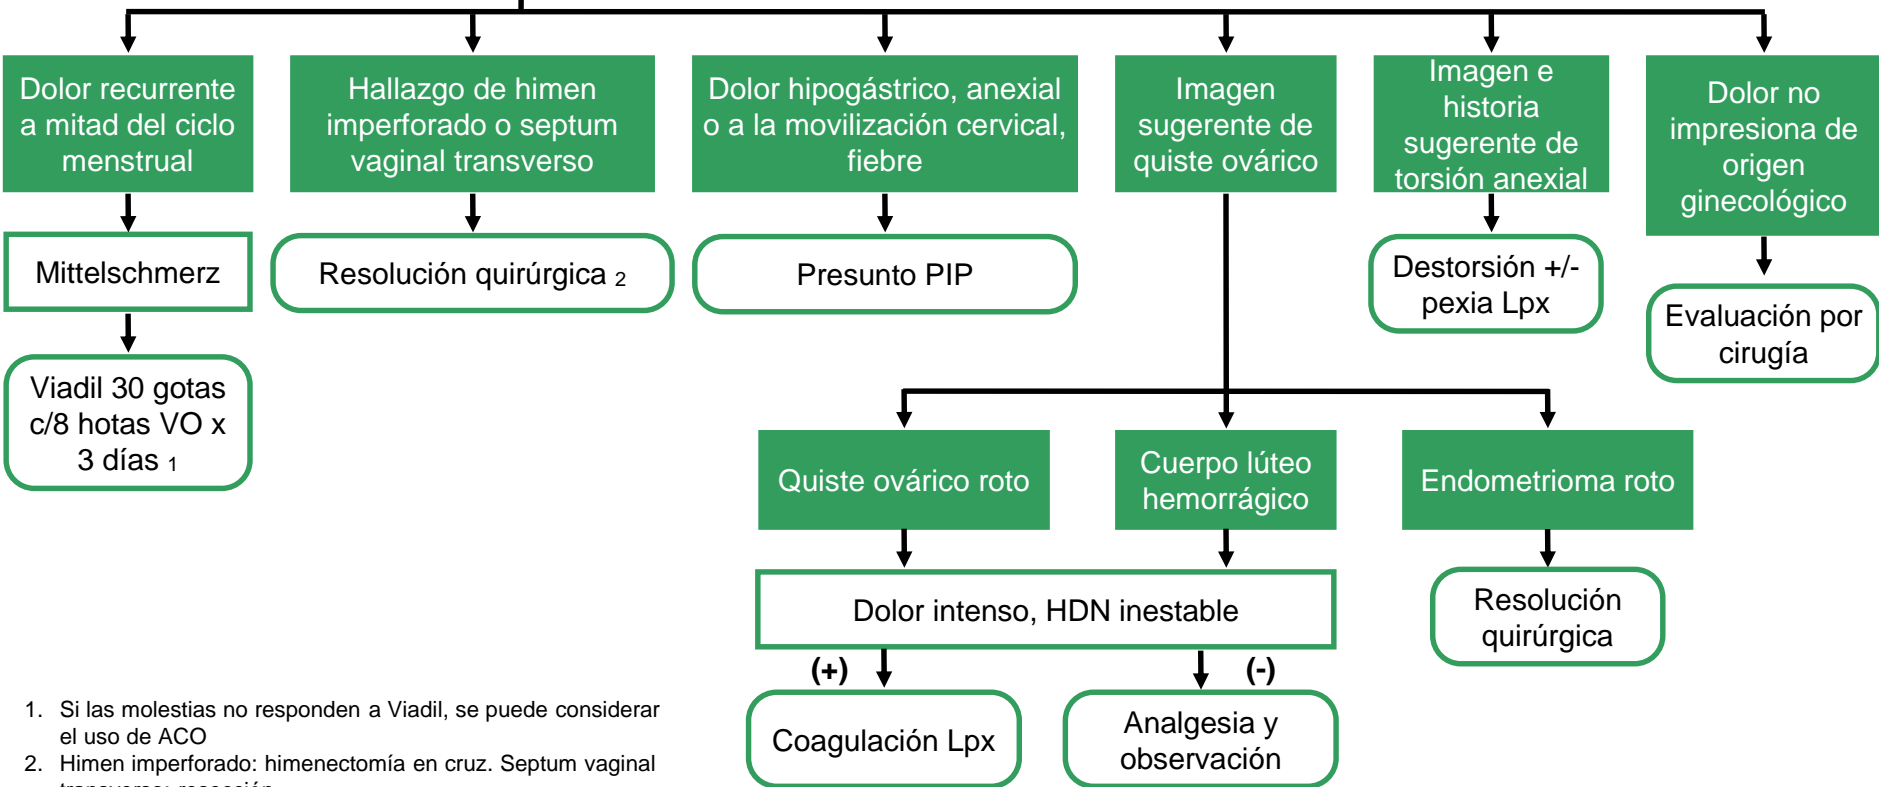 Dolor recurrente
a mitad del ciclo
menstrual
Hallazgo de himen
imperforado o septum
vaginal transverso
Dolor hipogástrico, anexial
o a la movilización cervical,
fiebre
Imagen
sugerente de
quiste ovárico
Imagen e
historia
sugerente de
torsión anexial
Dolor no
impresiona de
origen
ginecológico
Mittelschmerz
Resolución quirúrgica 2
Presunto PIP
Destorsión +/-
pexia Lpx
Evaluación por
cirugía
Viadil 30 gotas
c/8 hotas VO x
3 días 1
Quiste ovárico roto
Cuerpo lúteo
hemorrágico
Endometrioma roto
Dolor intenso, HDN inestable
Resolución
quirúrgica
(+)
(-)
Coagulación Lpx
Analgesia y
observación
1. Si las molestias no responden a Viadil, se puede considerar
el uso de ACO
2. Himen imperforado: himenectomía en cruz. Septum vaginal
transverso: resección